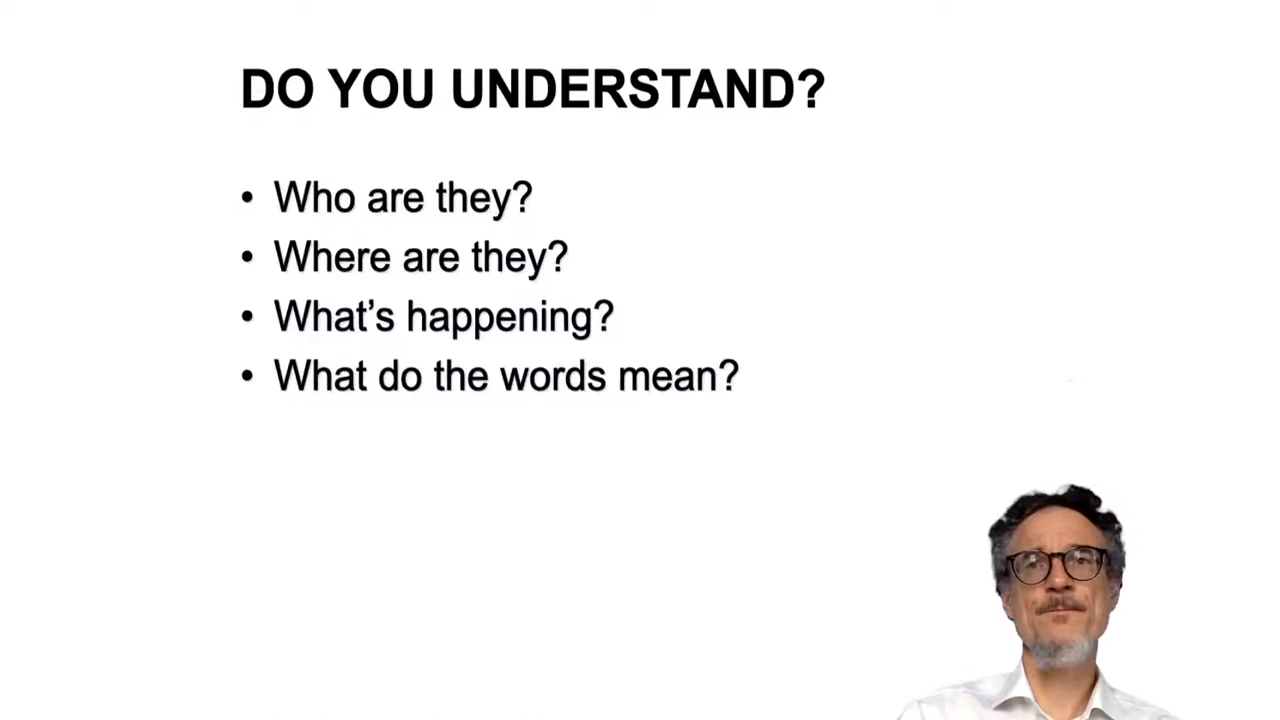 DO YOU UNDERSTAND?
• Who are they?
• Where are they?
• What’s happening?
• What do the words mean?